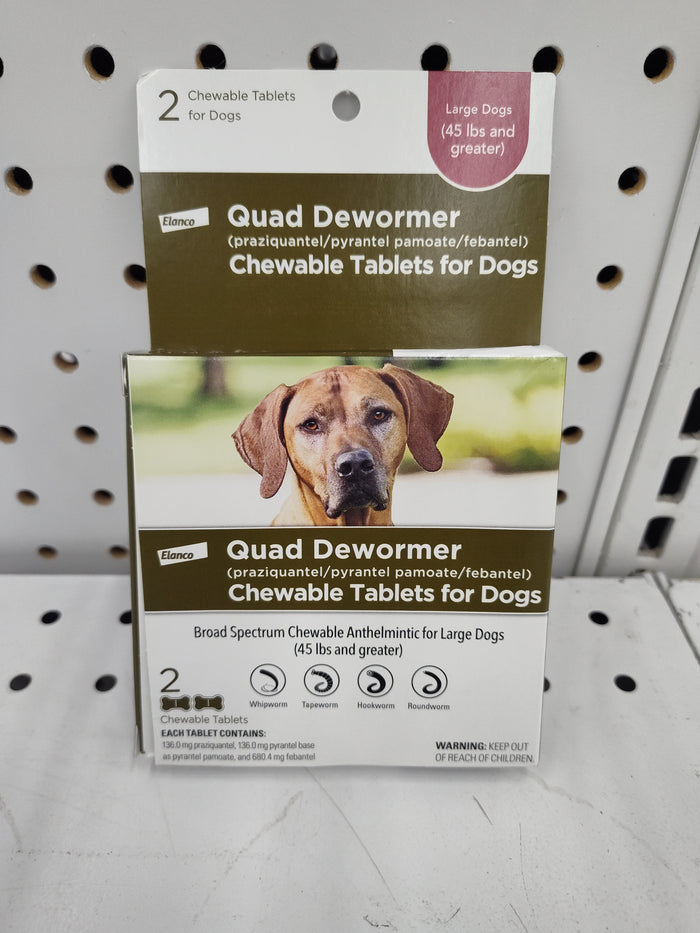 2 Chewable Tablets
for Dogs
Large Dogs
(45 lbs and
greater)
Elanco
Quad Dewormer
(praziquantel/pyrantel pamoate/febantel)
Chewable Tablets for Dogs
Elanco
Quad Dewormer
(praziquantel/pyrantel pamoate/febantel)
Chewable Tablets for Dogs
Broad Spectrum Chewable Anthelmintic for Large Dogs
(45 lbs and greater)
2
Whipworm Tapeworm Hookworm Roundworm
Chewable Tablets
EACH TABLET CONTAINS:
136.0 mg praziquantel, 136.0 mg pyrantel base
as pyrantel pamoate, and 680.4 mg febantel
WARNING: KEEP OUT
OF REACH OF CHILDREN.